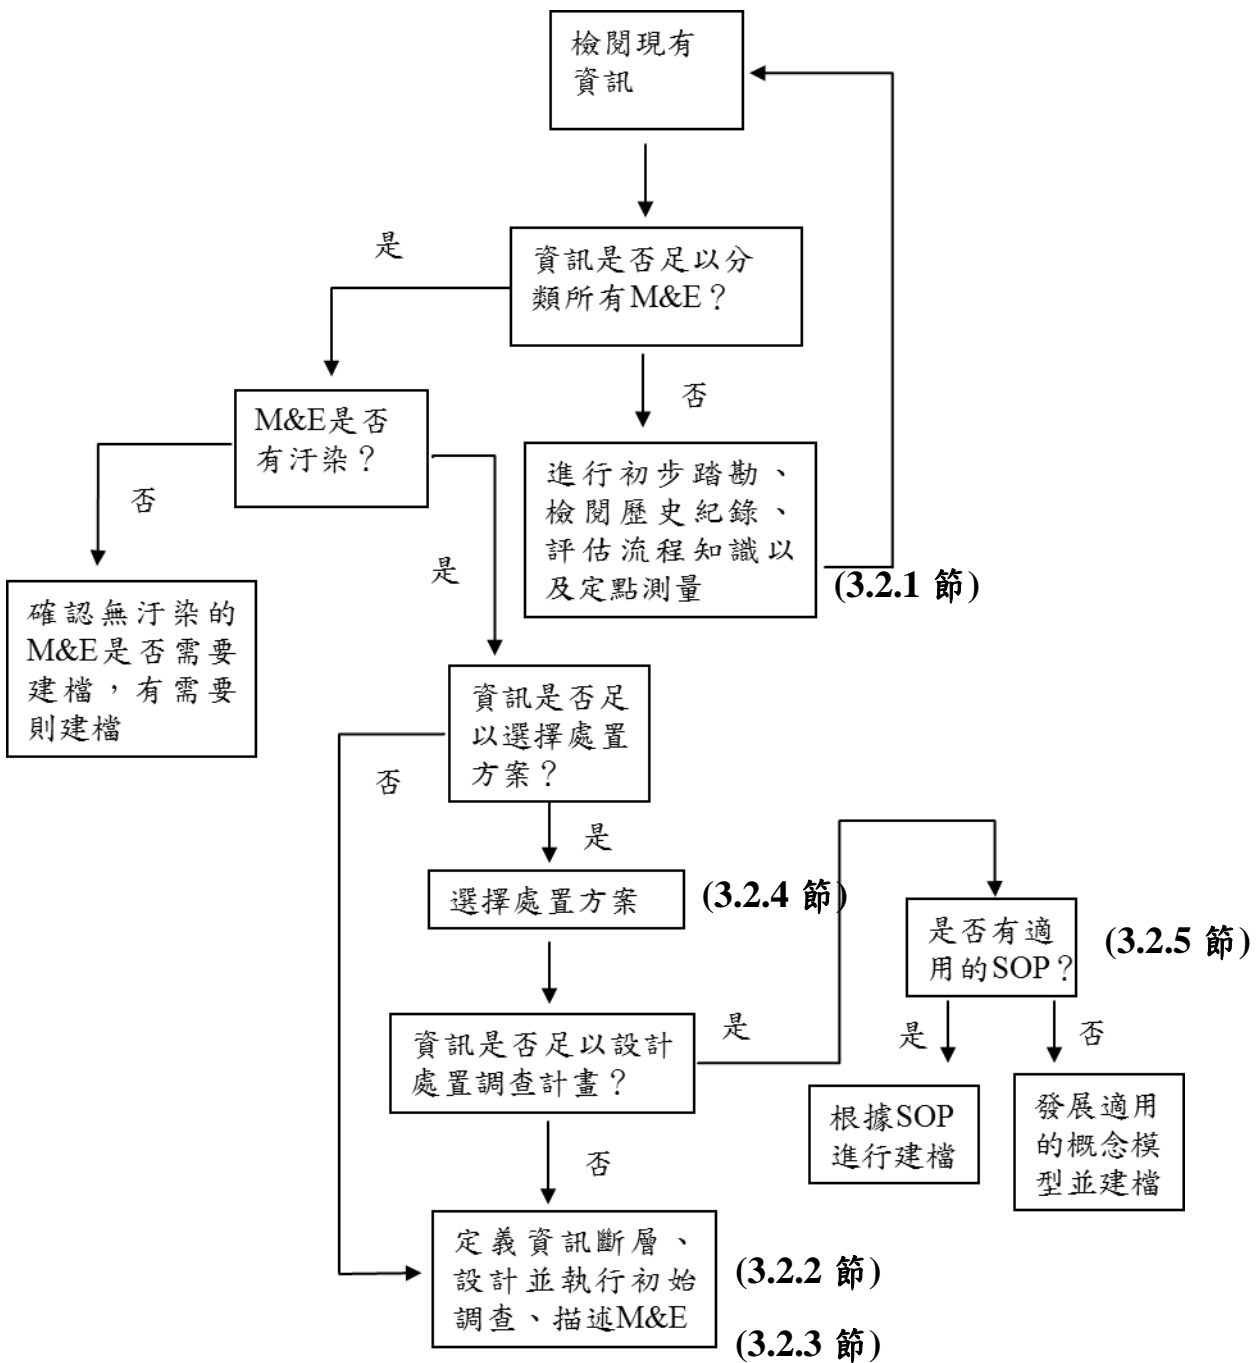 檢閱現有
資訊
是
資訊是否足以分
類所有M&E？
否
M&E是否
有汙染？
進行初步踏勘、
檢閱歷史紀錄、
評估流程知識以
及定點測量
(3.2.1 節)
否
是
確認無汙染的
M&E是否需要
建檔，有需要
則建檔
資訊是否足
以選擇處置
方案？
否
是
選擇處置方案
(3.2.4 節)
是否有適
用的SOP？
(3.2.5 節)
資訊是否足以設計
處置調查計畫？
是
是
否
根據SOP
進行建檔
發展適用
的概念模
型並建檔
否
定義資訊斷層、
設計並執行初始
調查、描述M&E
(3.2.2 節)
(3.2.3 節)